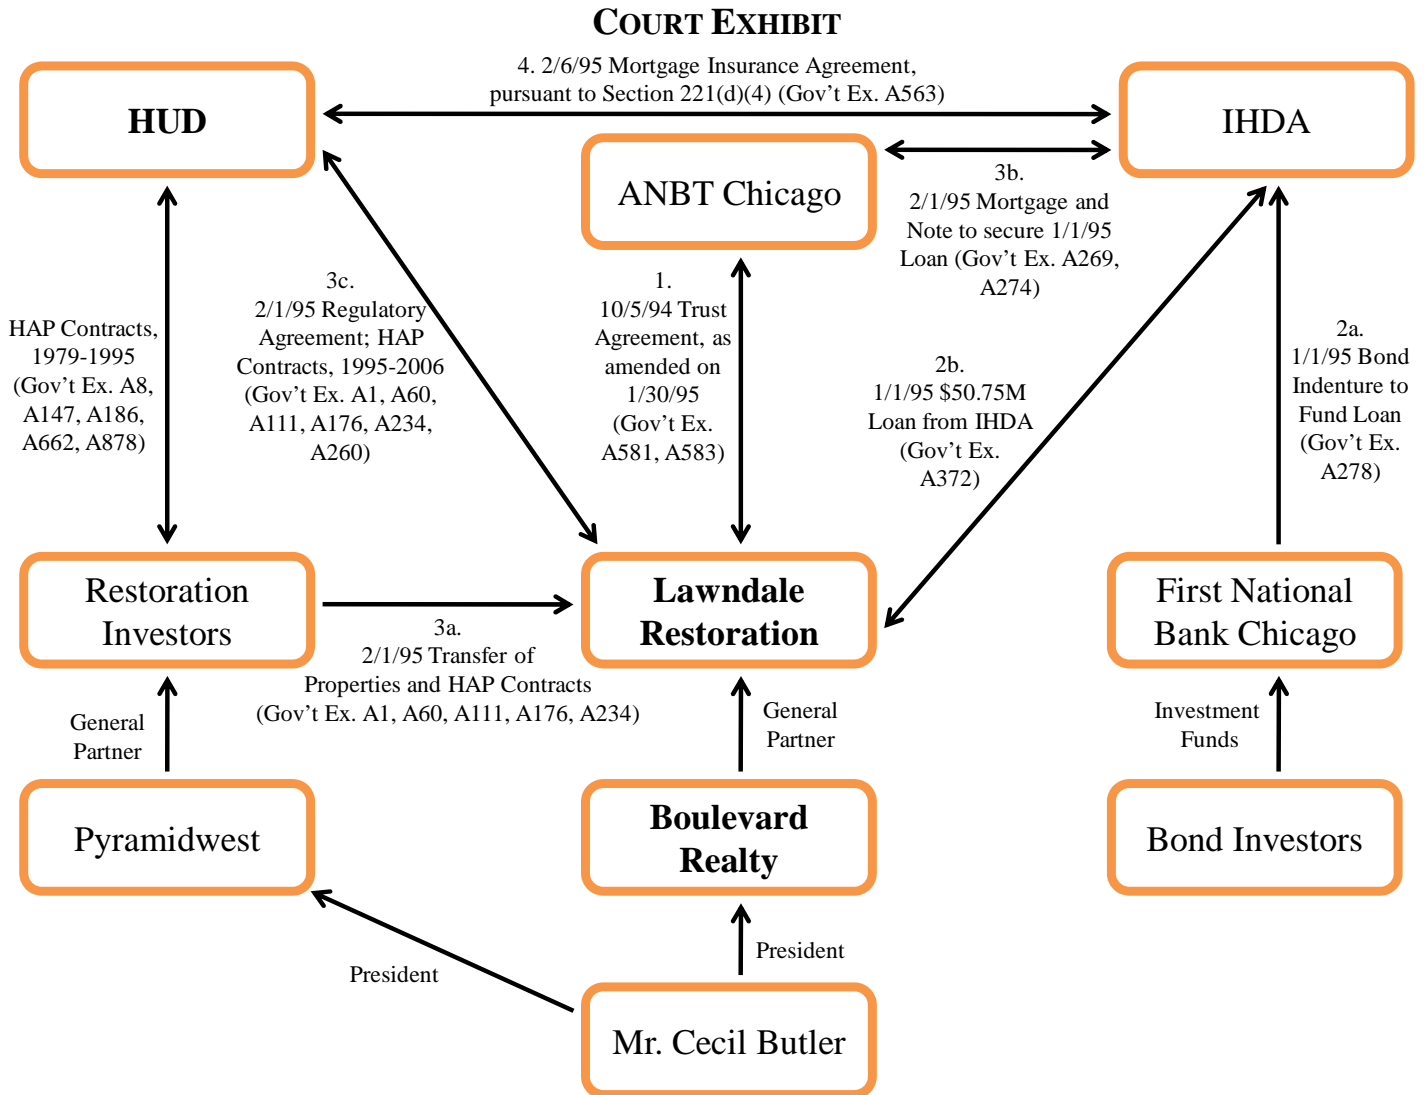 COURT EXHIBIT
4. 2/6/95 Mortgage Insurance Agreement,
pursuant to Section 221(d)(4) (Gov't Ex. A563)
HUD
IHDA
ANBT Chicago
3b.
2/1/95 Mortgage and
Note to secure 1/1/95
Loan (Gov't Ex. A269,
A274)
HAP Contracts,
1979-1995
(Gov't Ex. A8,
A147, A186,
A662, A878)
3c.
2/1/95 Regulatory
Agreement; HAP
Contracts, 1995-2006
(Gov't Ex. A1, A60,
A111, A176, A234,
A260)
1.
10/5/94 Trust
Agreement, as
amended on
1/30/95
(Gov't Ex.
A581, A583)
2b.
1/1/95 $50.75M
Loan from IHDA
(Gov't Ex.
A372)
2a.
1/1/95 Bond
Indenture to
Fund Loan
(Gov't Ex.
A278)
Restoration
Investors
Lawndale
Restoration
First National
Bank Chicago
3a.
2/1/95 Transfer of
Properties and HAP Contracts
(Gov't Ex. A1, A60, A111, A176, A234)
General
Partner
General
Partner
Investment
Funds
Pyramidwest
Boulevard
Realty
Bond Investors
President
President
Mr. Cecil Butler